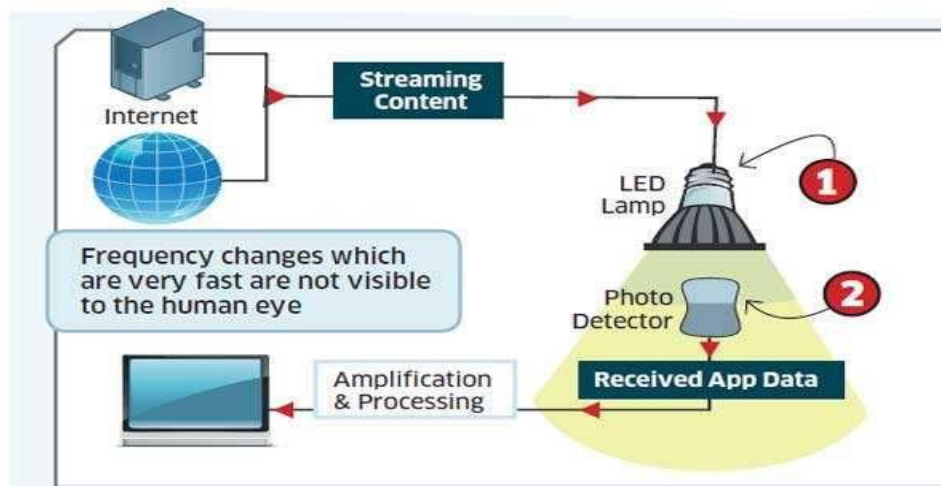 Internet
Streaming
Content
LED
Lamp
1
Frequency changes which
are very fast are not visible
to the human eye
Photo
Detector
2
Amplification
& Processing
Received App Data